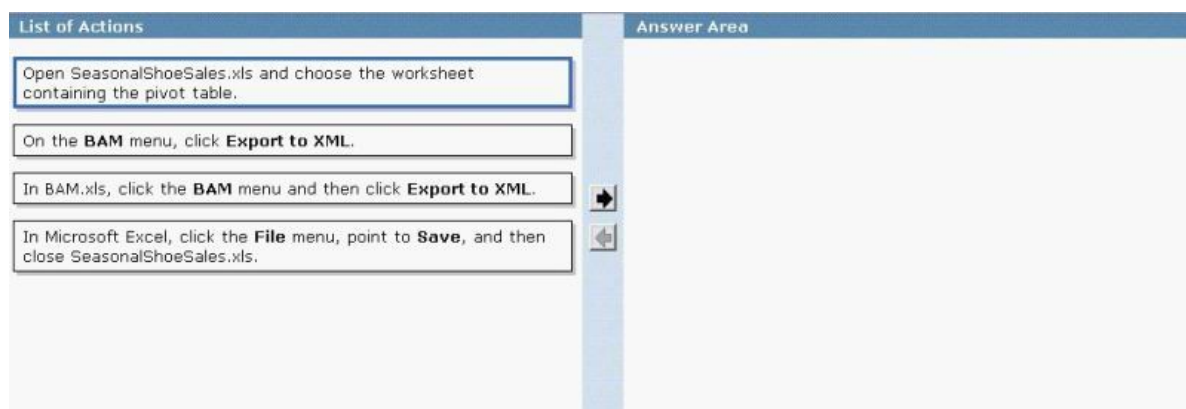 List of Actions
Answer Area
Open SeasonalShoeSales.xls and choose the worksheet
containing the pivot table.
On the BAM menu, click Export to XML.
In BAM.xls, click the BAM menu and then click Export to XML.
In Microsoft Excel, click the File menu, point to Save, and then
close SeasonalShoeSales.xls.